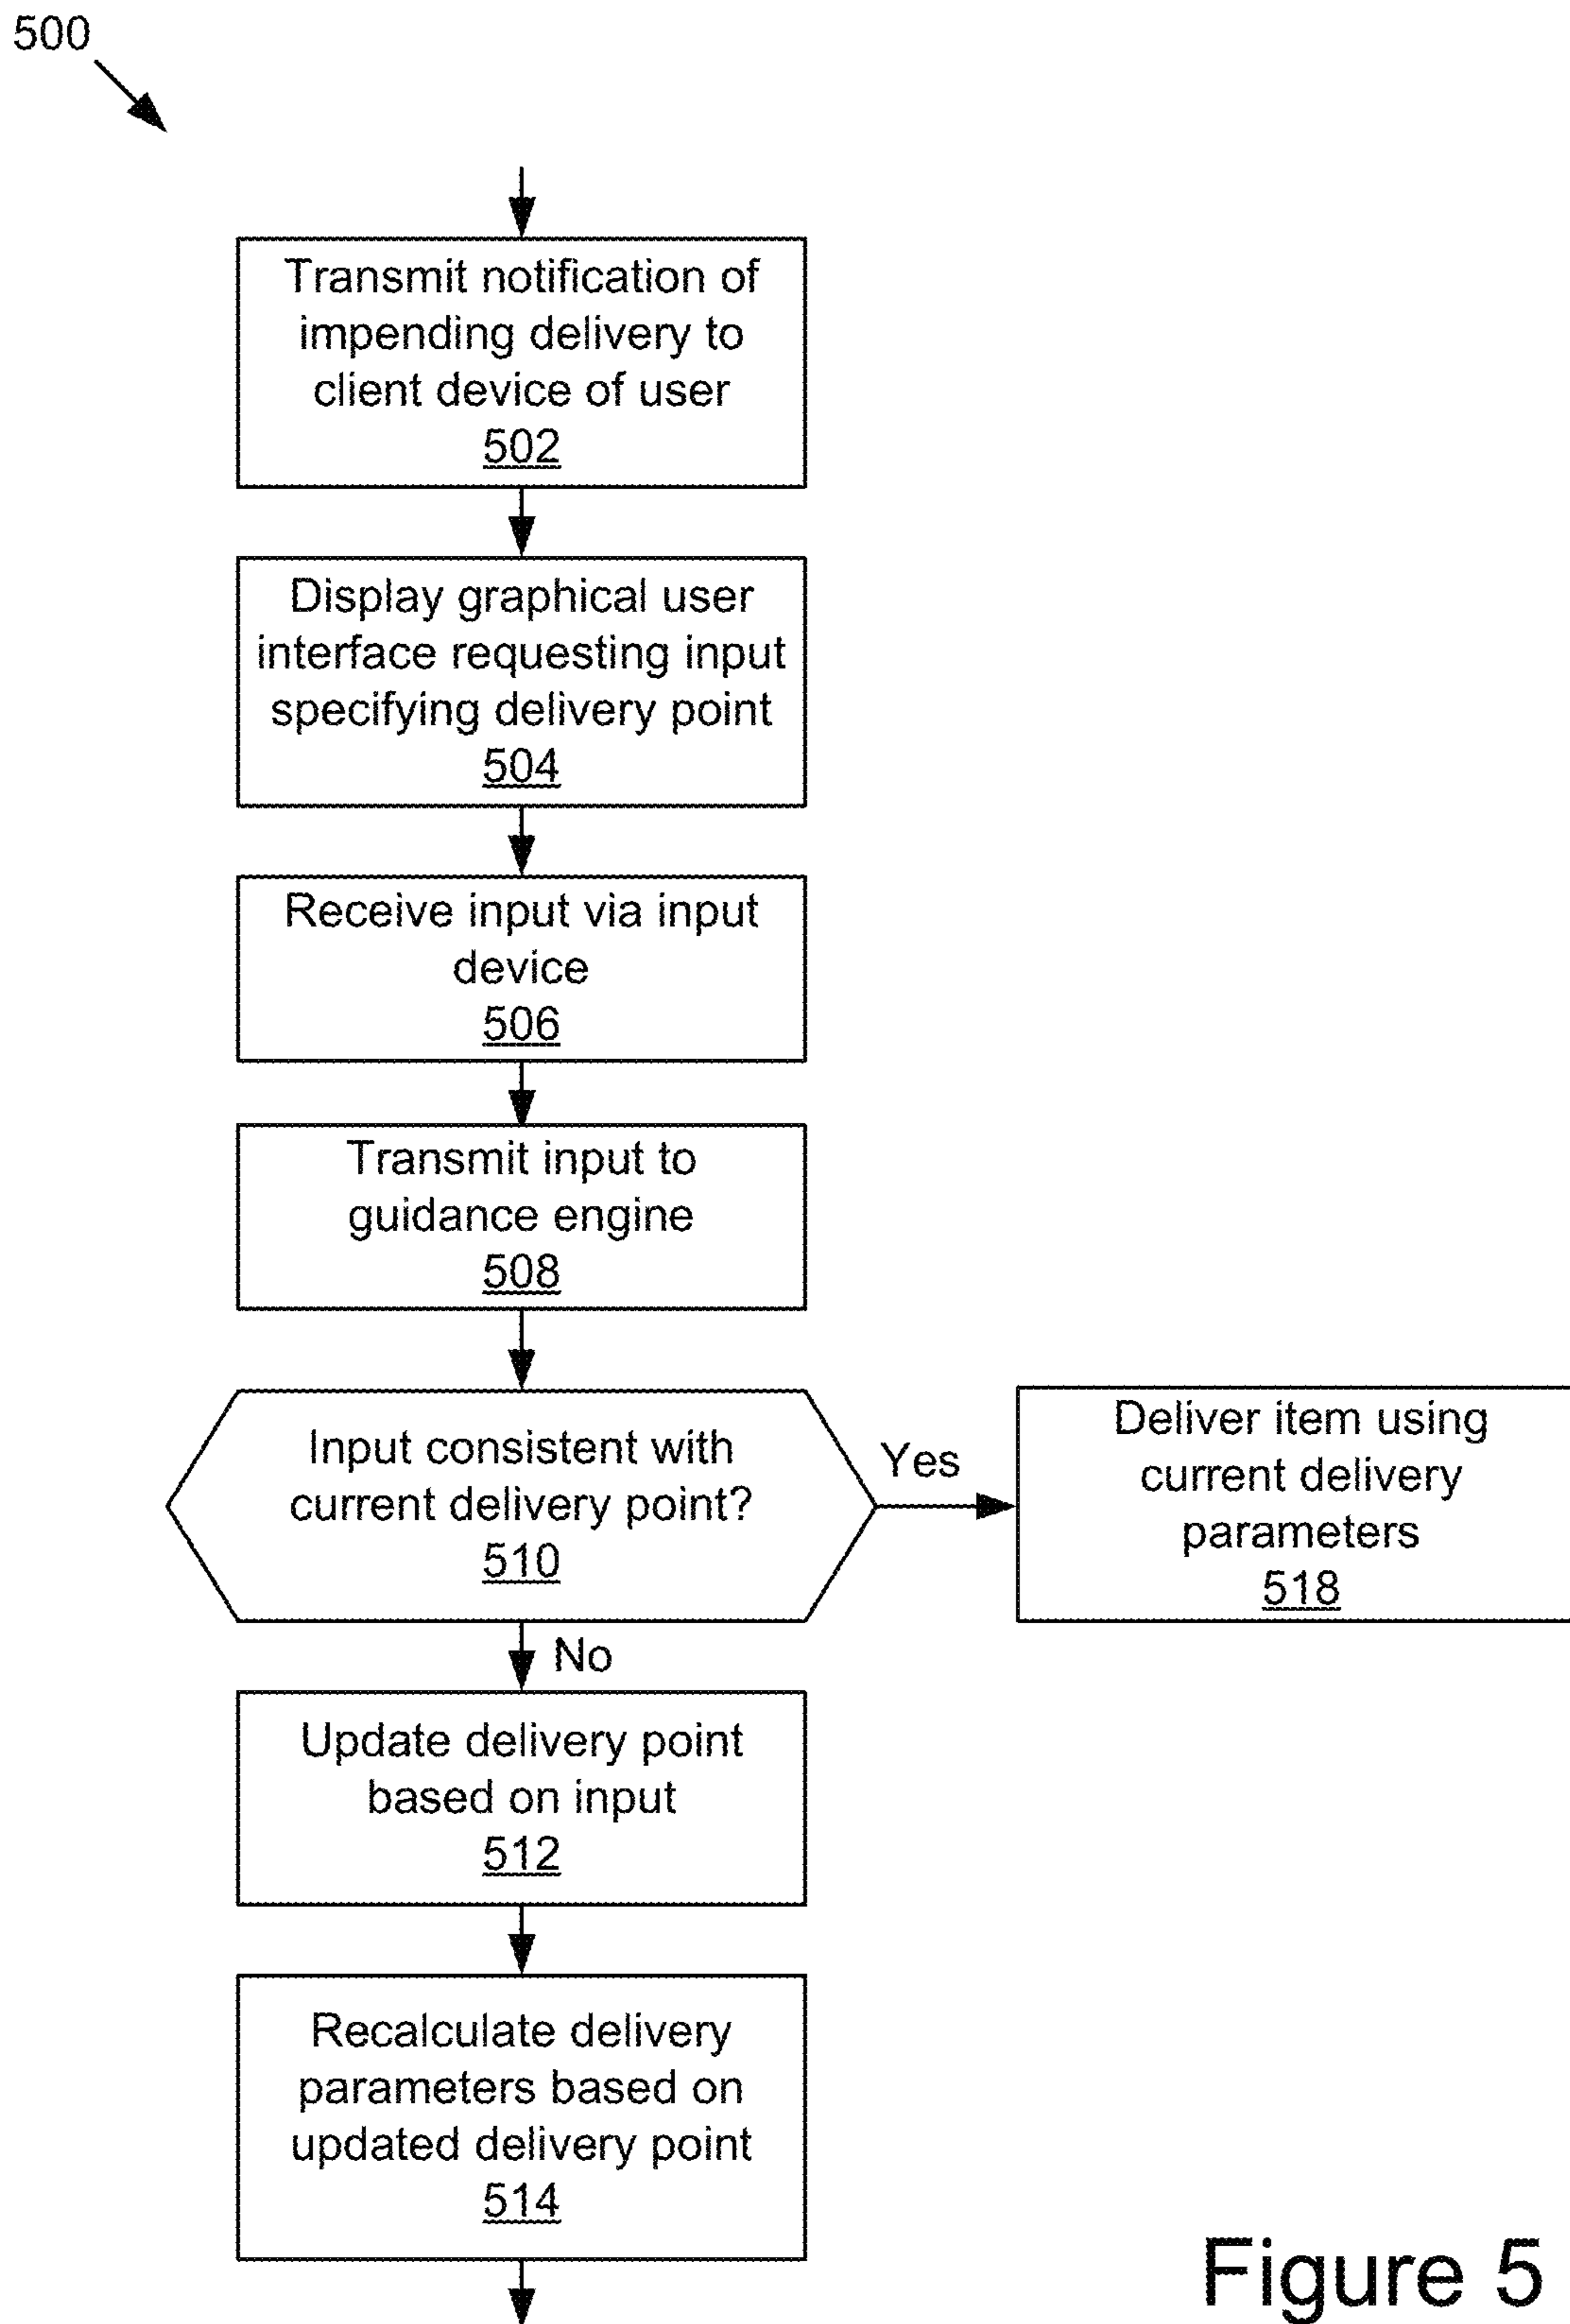 500
Transmit notification of
impending delivery to
client device of user
502
Display graphical user
interface requesting input
specifying delivery point
504
Receive input via input
device
506
Transmit input to
guidance engine
508
Input consistent with
current delivery point?
510
Yes
Deliver item using
current delivery
parameters
518
No
Update delivery point
based on input
512
Recalculate delivery
parameters based on
updated delivery point
514
Figure 5